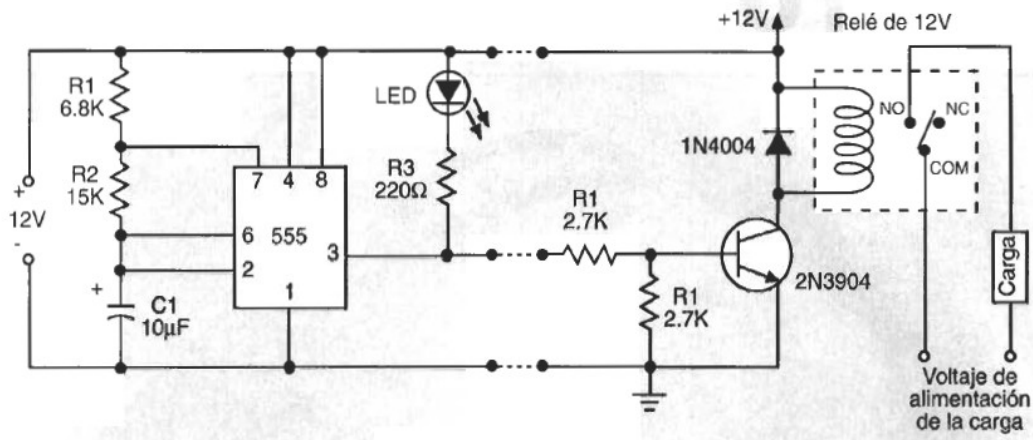 +12V
Relé de 12V
R1
6.8K
LED
NO
NC
1N4004
COM
R2
15K
7
4
8
R3
220Ω
+
12V
-
R1
2.7K
6
555
2
3
1
2N3904
Carga
+
C1
10µF
R1
2.7K
Voltaje de
alimentación
de la carga